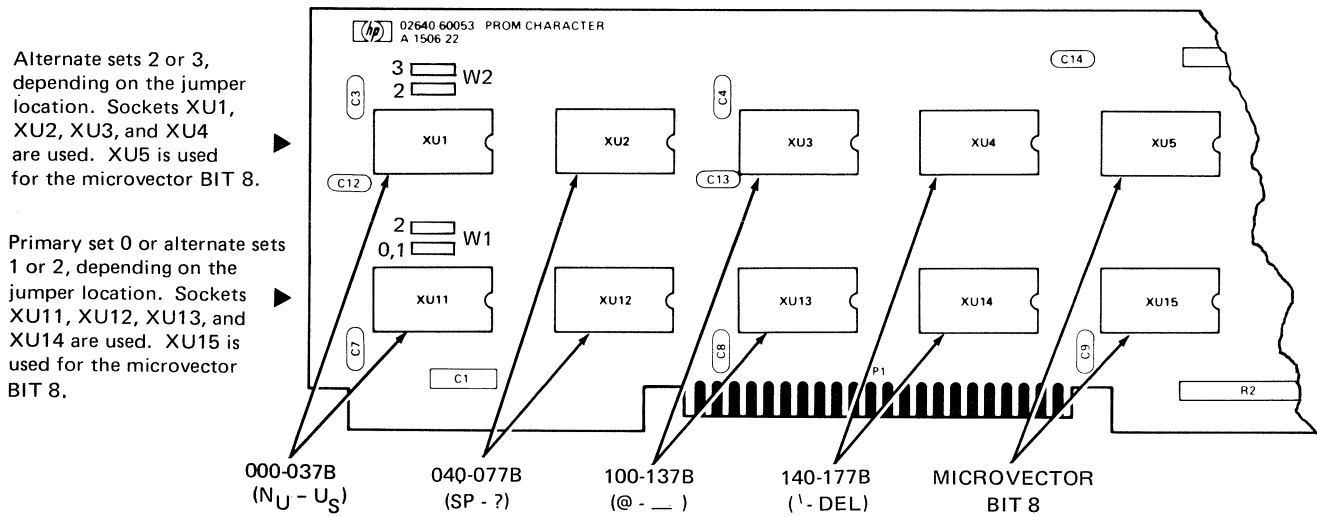 hp 02640-60053 PROM CHARACTER
A 1506 22
Alternate sets 2 or 3,
depending on the jumper
location. Sockets XU1,
XU2, XU3, and XU4
are used. XU5 is used
for the microvector BIT 8.
C3
3
2
W2
C4
C14
XU1
XU2
XU3
XU4
XU5
C12
C13
Primary set 0 or alternate sets
1 or 2, depending on the
jumper location. Sockets
XU11, XU12, XU13, and
XU14 are used. XU15 is
used for the microvector
BIT 8.
2
0,1
W1
XU11
XU12
XU13
XU14
XU15
C7
C8
C9
C1
P1
R2
000-037B
(NU – US)
040-077B
(SP - ?)
100-137B
(@ - __ )
140-177B
(\ - DEL)
MICROVECTOR
BIT 8